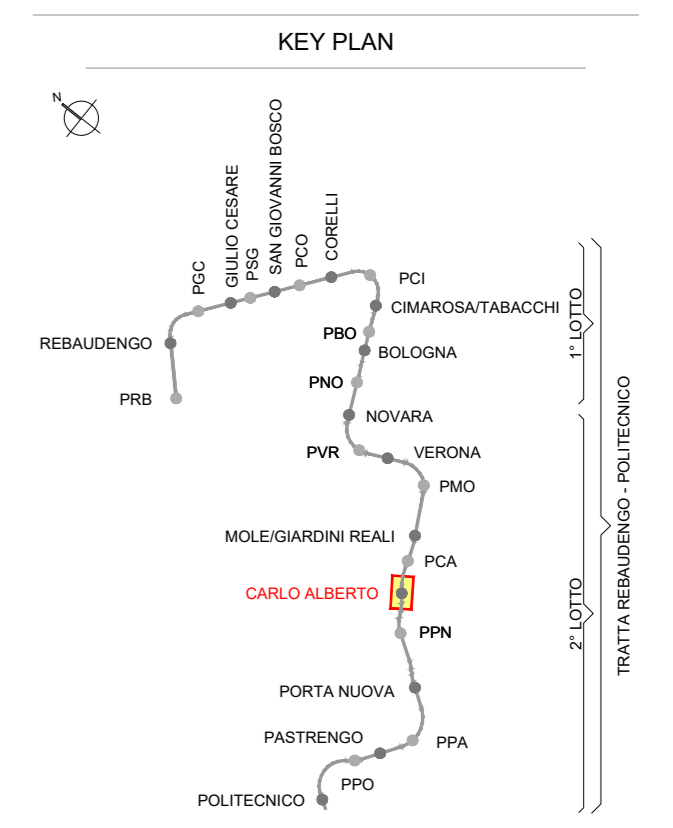 KEY PLAN
N
PGC
GIULIO CESARE
PSG
SAN GIOVANNI BOSCO
PCO
CORELLI
PCI
CIMAROSA/TABACCHI
PBO
REBAUDENGO
BOLOGNA
PNO
PRB
NOVARA
PVR
VERONA
PMO
MOLE/GIARDINI REALI
PCA
CARLO ALBERTO
PPN
PORTA NUOVA
PASTRENGO
PPA
PPO
POLITECNICO
1° LOTTO
2° LOTTO
TRATTA REBAUDENGO - POLITECNICO